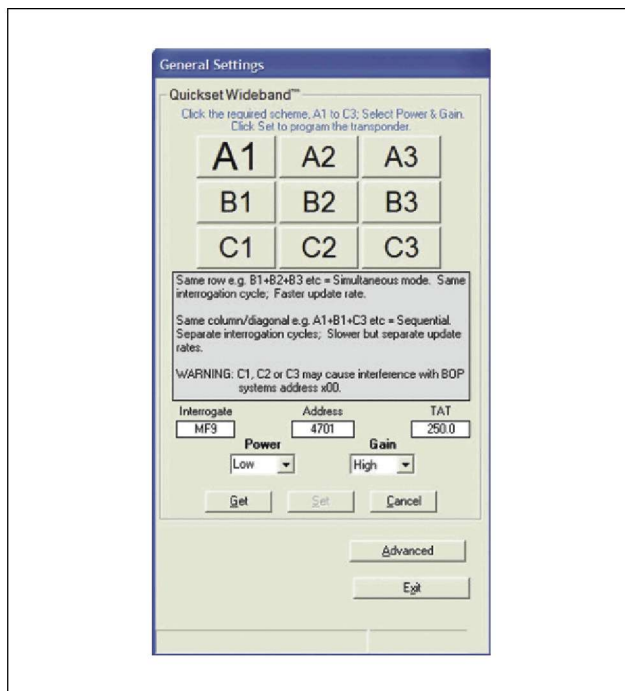 General Settings
Quickset Wideband™
Click the required scheme, A1 to C3; Select Power & Gain.
Click Set to program the transponder.
A1 A2 A3
B1 B2 B3
C1 C2 C3
Same row e.g. B1+B2+B3 etc = Simultaneous mode. Same
interrogation cycle; Faster update rate.
Same column/diagonal e.g. A1+B1+C3 etc = Sequential.
Separate interrogation cycles; Slower but separate update
rates.
WARNING: C1, C2 or C3 may cause interference with BOP
systems address x00.
Interrogate Address TAT
MF9 4701 250.0
Power Gain
Low High
Get Set Cancel
Advanced
Exit